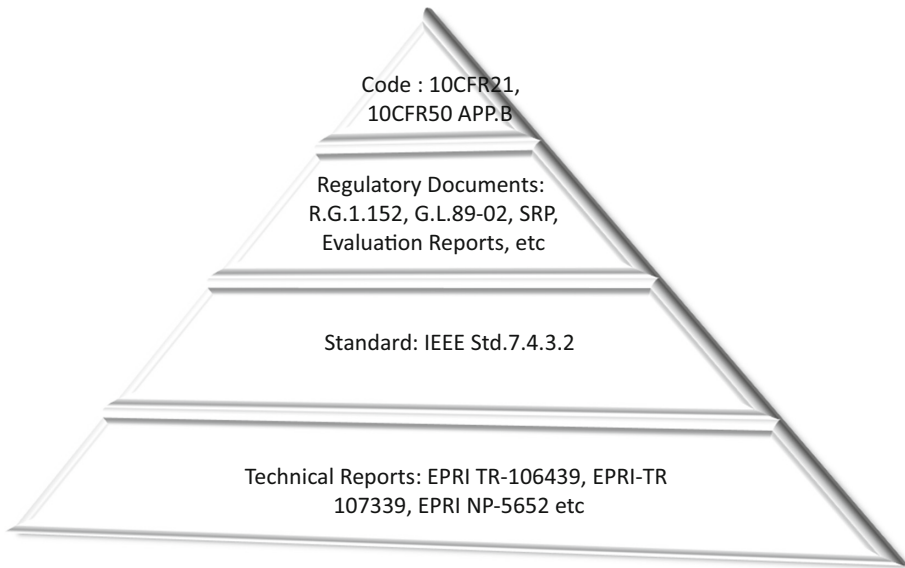 Code : 10CFR21,
10CFR50 APP.B
Regulatory Documents:
R.G.1.152, G.L.89-02, SRP,
Evaluation Reports, etc
Standard: IEEE Std.7.4.3.2
Technical Reports: EPRI TR-106439, EPRI-TR
107339, EPRI NP-5652 etc